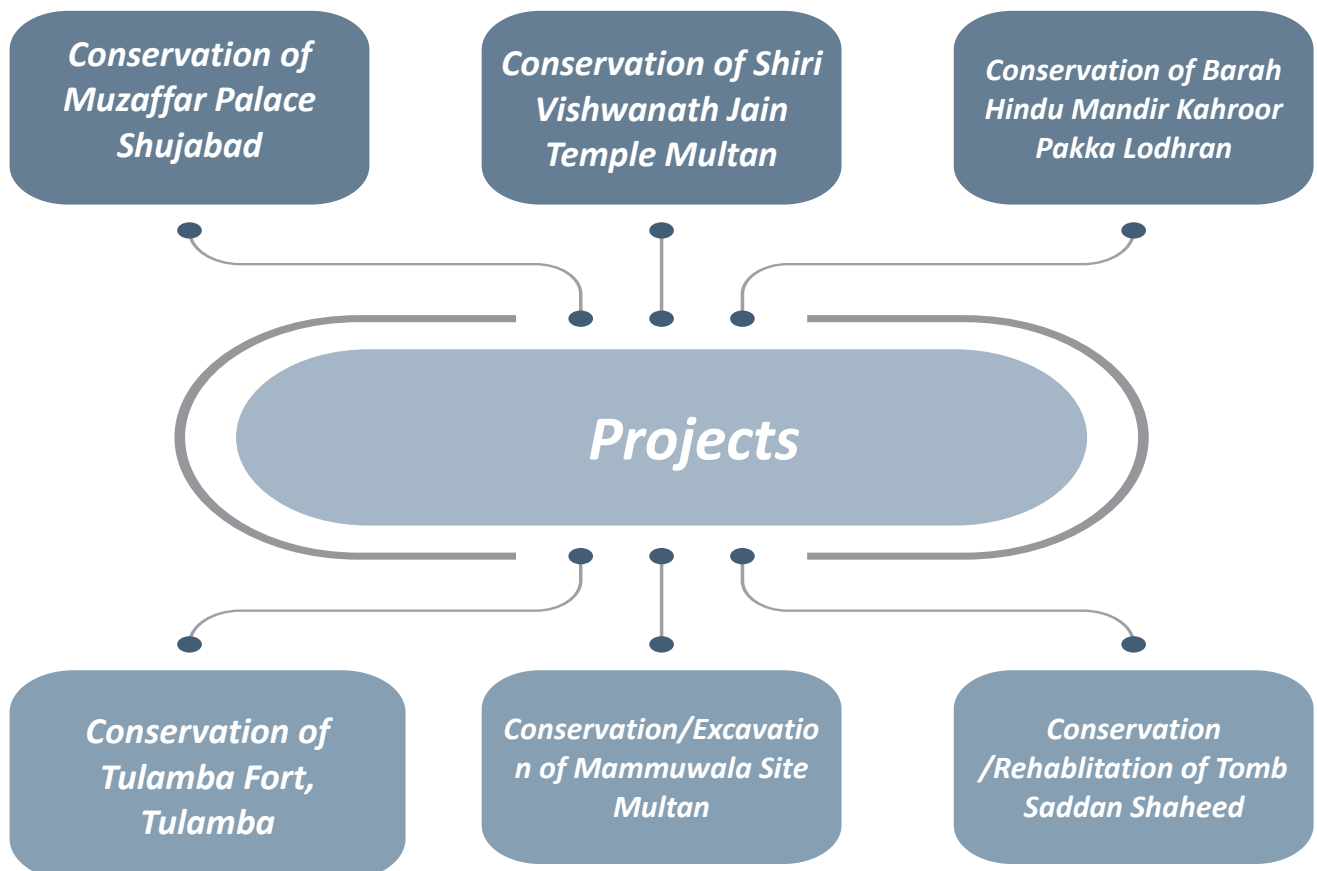 Conservation of
Muzaffar Palace
Shujabad
Conservation of Shiri
Vishwanath Jain
Temple Multan
Conservation of Barah
Hindu Mandir Kahroor
Pakka Lodhran
Projects
Conservation of
Tulamba Fort,
Tulamba
Conservation/Excavatio
n of Mammuwala Site
Multan
Conservation
/Rehablitation of Tomb
Saddan Shaheed